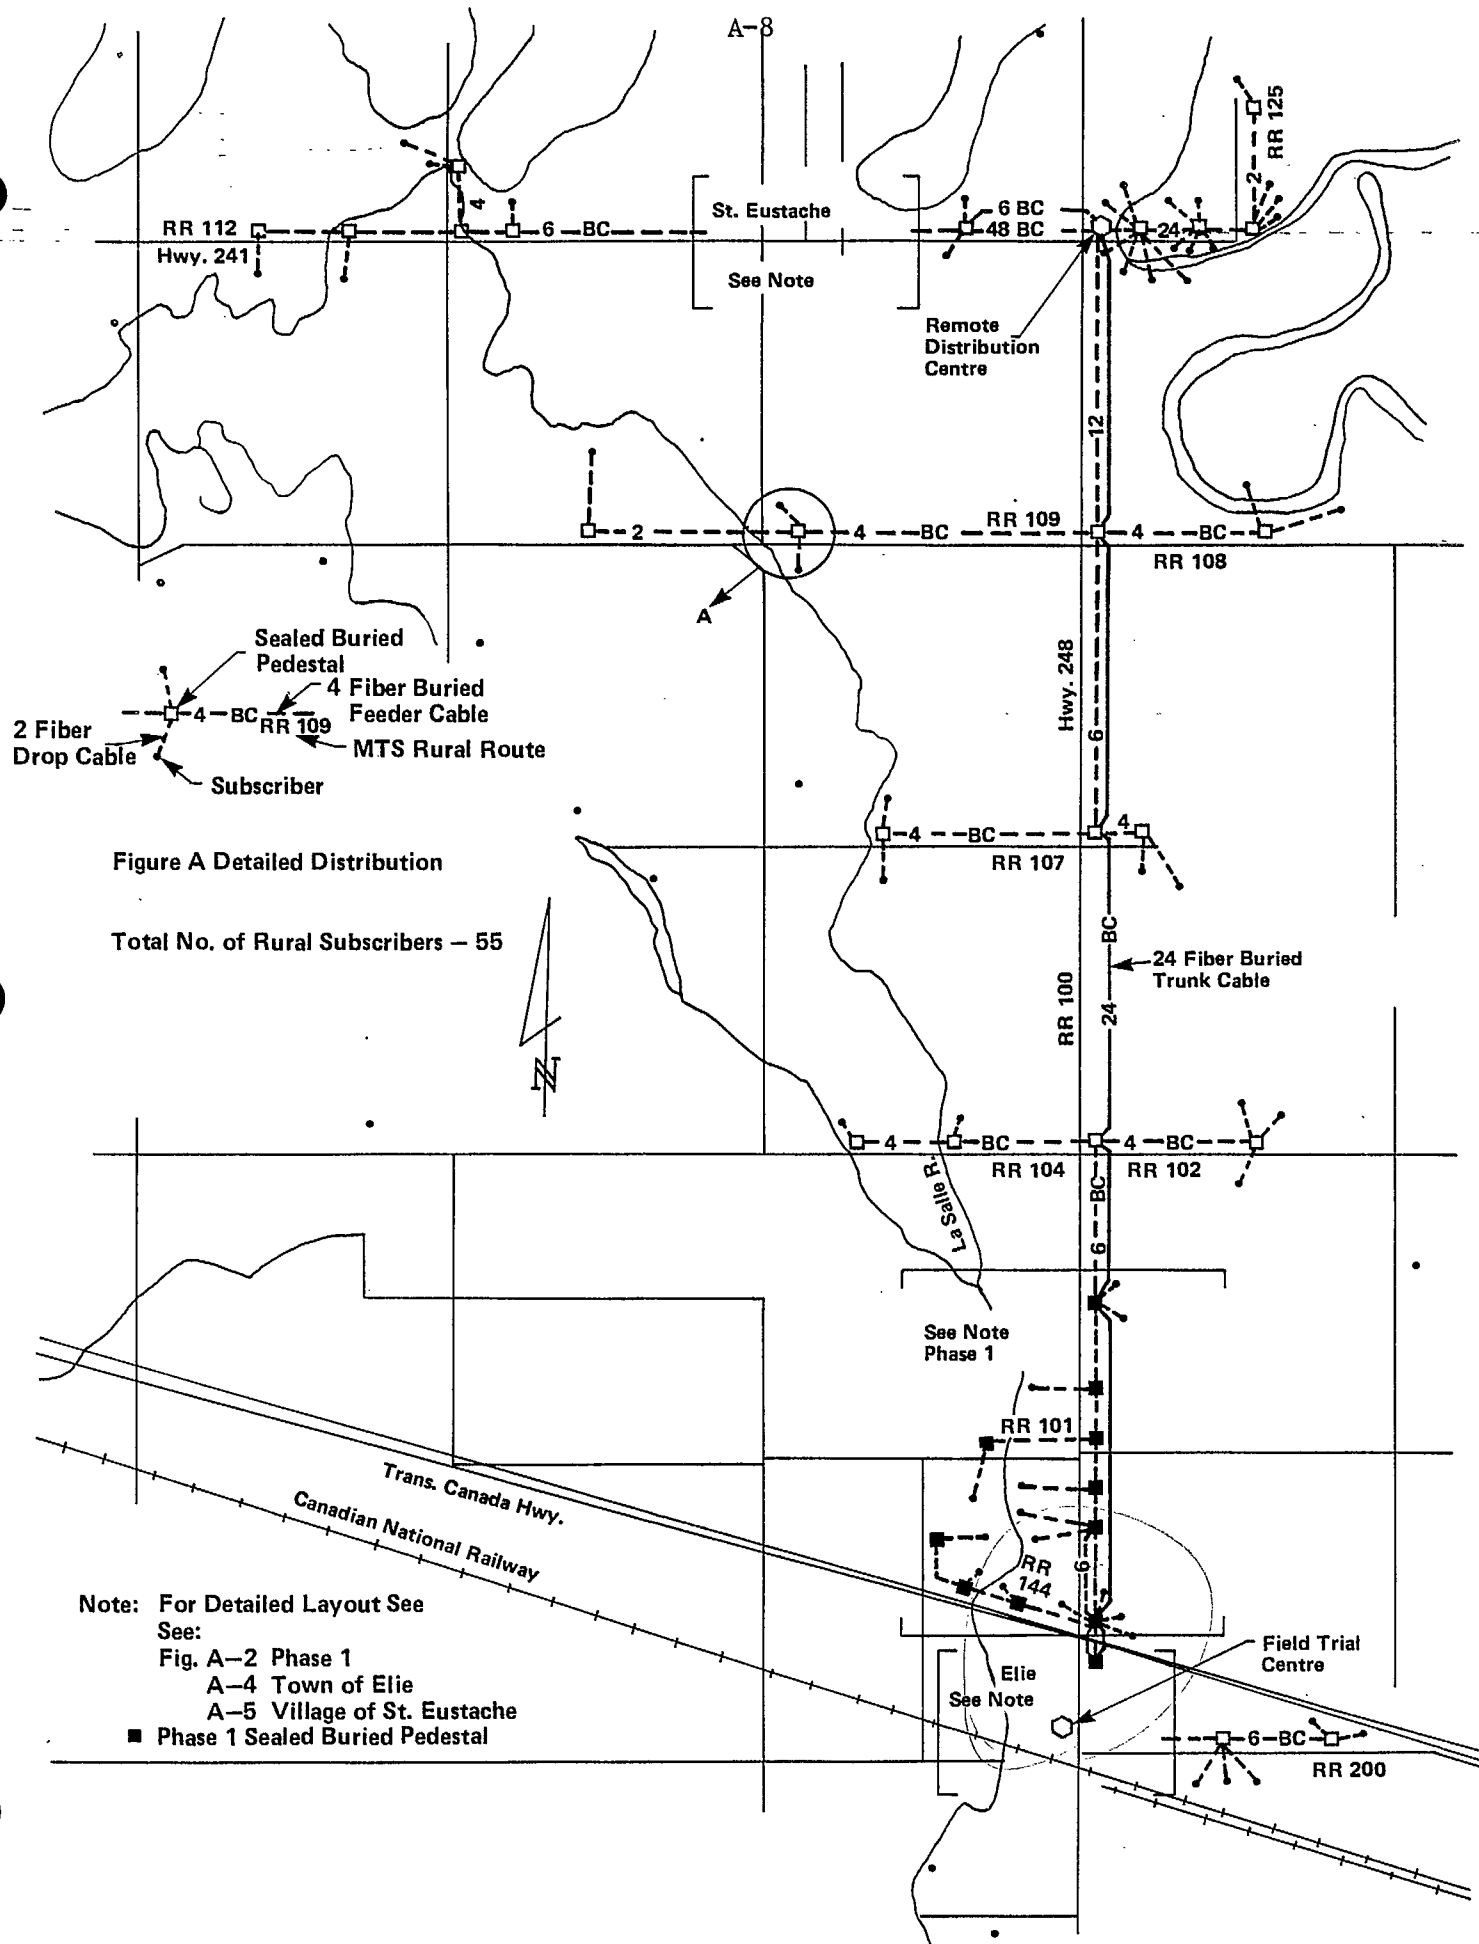 A-8
RR 125
2
4
RR 112
Hwy. 241
6 BC
St. Eustache
See Note
6 BC
48 BC
24
Remote
Distribution
Centre
12
2
4 BC
RR 109
4 BC
RR 108
A
Hwy. 248
6
Sealed Buried
Pedestal
4 Fiber Buried
Feeder Cable
4 BC
RR 109
MTS Rural Route
2 Fiber
Drop Cable
Subscriber
4 BC
4
RR 107
Figure A Detailed Distribution
Total No. of Rural Subscribers – 55
BC
24 Fiber Buried
Trunk Cable
RR 100
24
N
4 BC
4 BC
RR 104
RR 102
La Salle R.
BC
6
See Note
Phase 1
RR 101
Trans. Canada Hwy.
Canadian National Railway
RR
144
6
Note: For Detailed Layout See
See:
Fig. A–2 Phase 1
A–4 Town of Elie
A–5 Village of St. Eustache
■ Phase 1 Sealed Buried Pedestal
Elie
See Note
Field Trial
Centre
6–BC
RR 200